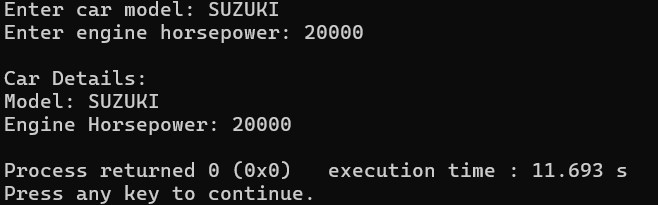 Enter car model: SUZUKI
Enter engine horsepower: 20000
Car Details:
Model: SUZUKI
Engine Horsepower: 20000
Process returned 0 (0x0)   execution time : 11.693 s
Press any key to continue.